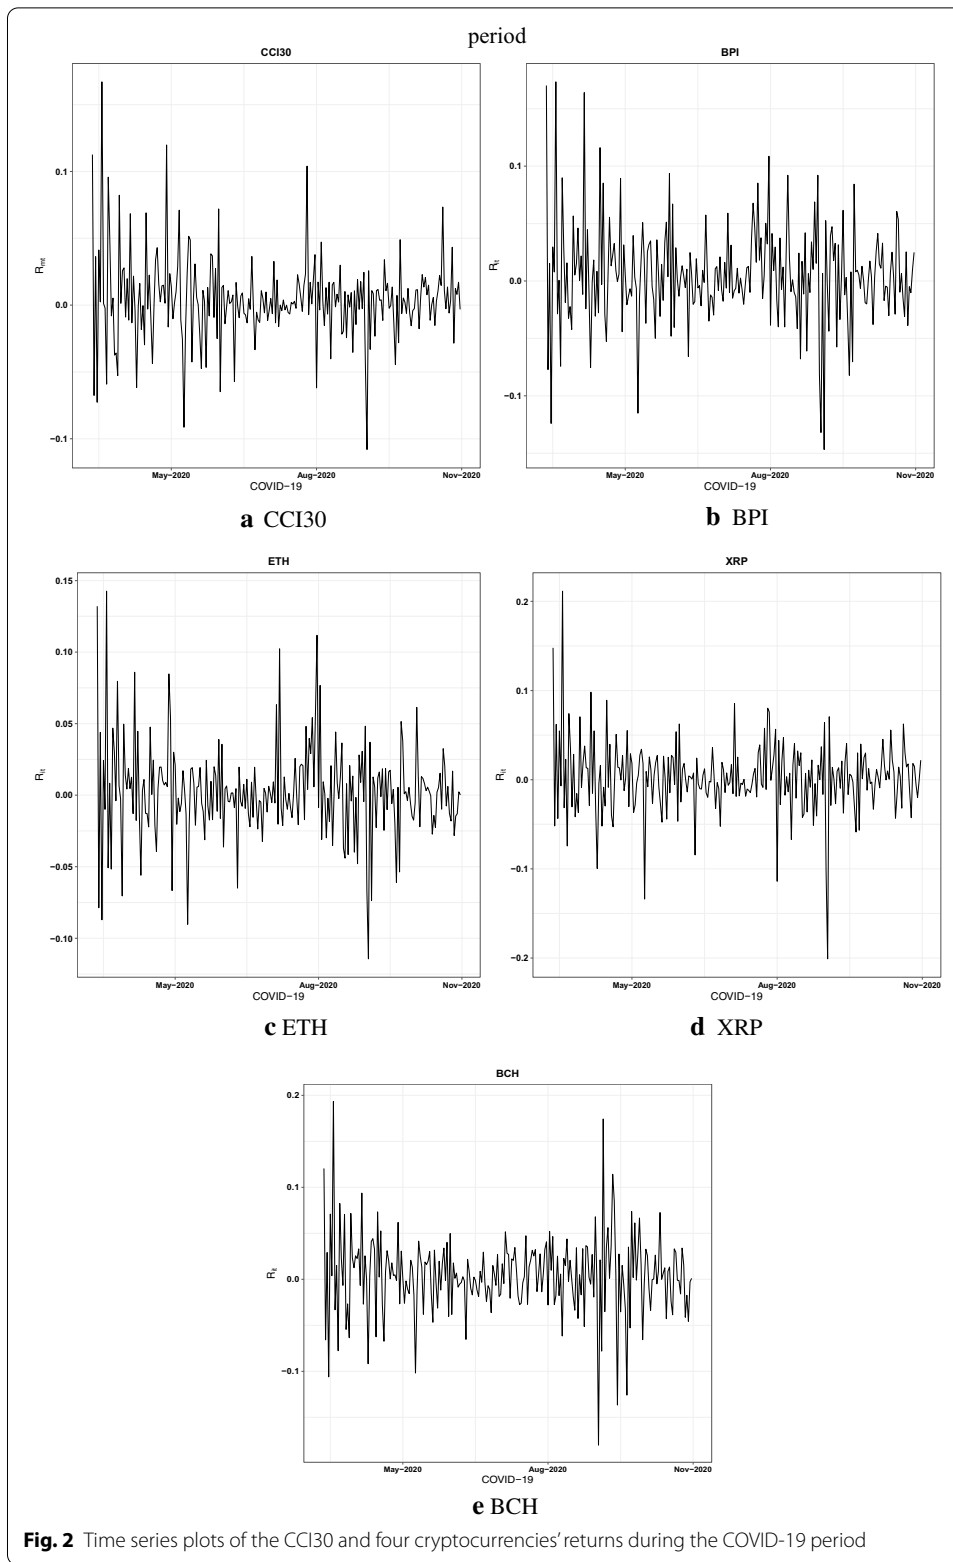 period
CCI30
BPI
0.1
0.0
−0.1
Rmt
May−2020
Aug−2020
Nov−2020
COVID−19
0.1
0.0
−0.1
Rit
May−2020
Aug−2020
Nov−2020
COVID−19
a CCI30
b BPI
ETH
XRP
0.15
0.10
0.05
0.00
−0.05
−0.10
Rit
May−2020
Aug−2020
Nov−2020
COVID−19
0.2
0.1
0.0
−0.1
−0.2
Rit
May−2020
Aug−2020
Nov−2020
COVID−19
c ETH
d XRP
BCH
0.2
0.1
0.0
−0.1
Rit
May−2020
Aug−2020
Nov−2020
COVID−19
e BCH
Fig. 2 Time series plots of the CCI30 and four cryptocurrencies' returns during the COVID-19 period